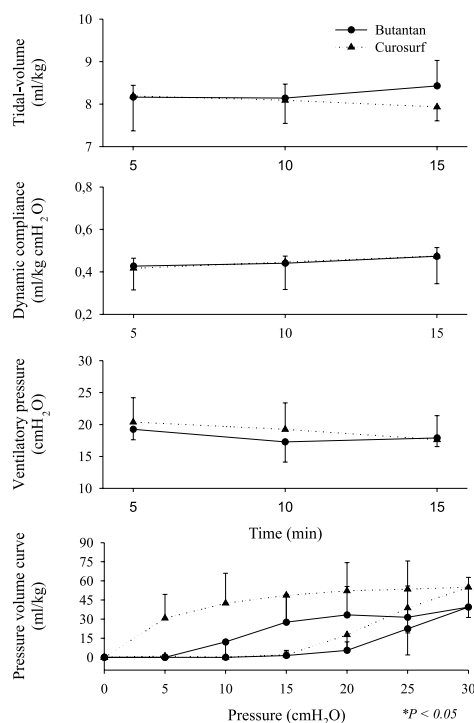 Butantan
Curosurf
Tidal-volume
(ml/kg)
10
9
8
7
6
5
10
15
Dynamic compliance
(ml/kg cmH2O)
0,8
0,6
0,4
0,2
5
10
15
Ventilatory pressure
(cmH2O)
30
25
20
15
10
5
10
15
Time (min)
Pressure volume curve
(ml/kg)
90
75
60
45
30
15
0
0
5
10
15
20
25
30
Pressure (cmH2O)
*P < 0.05